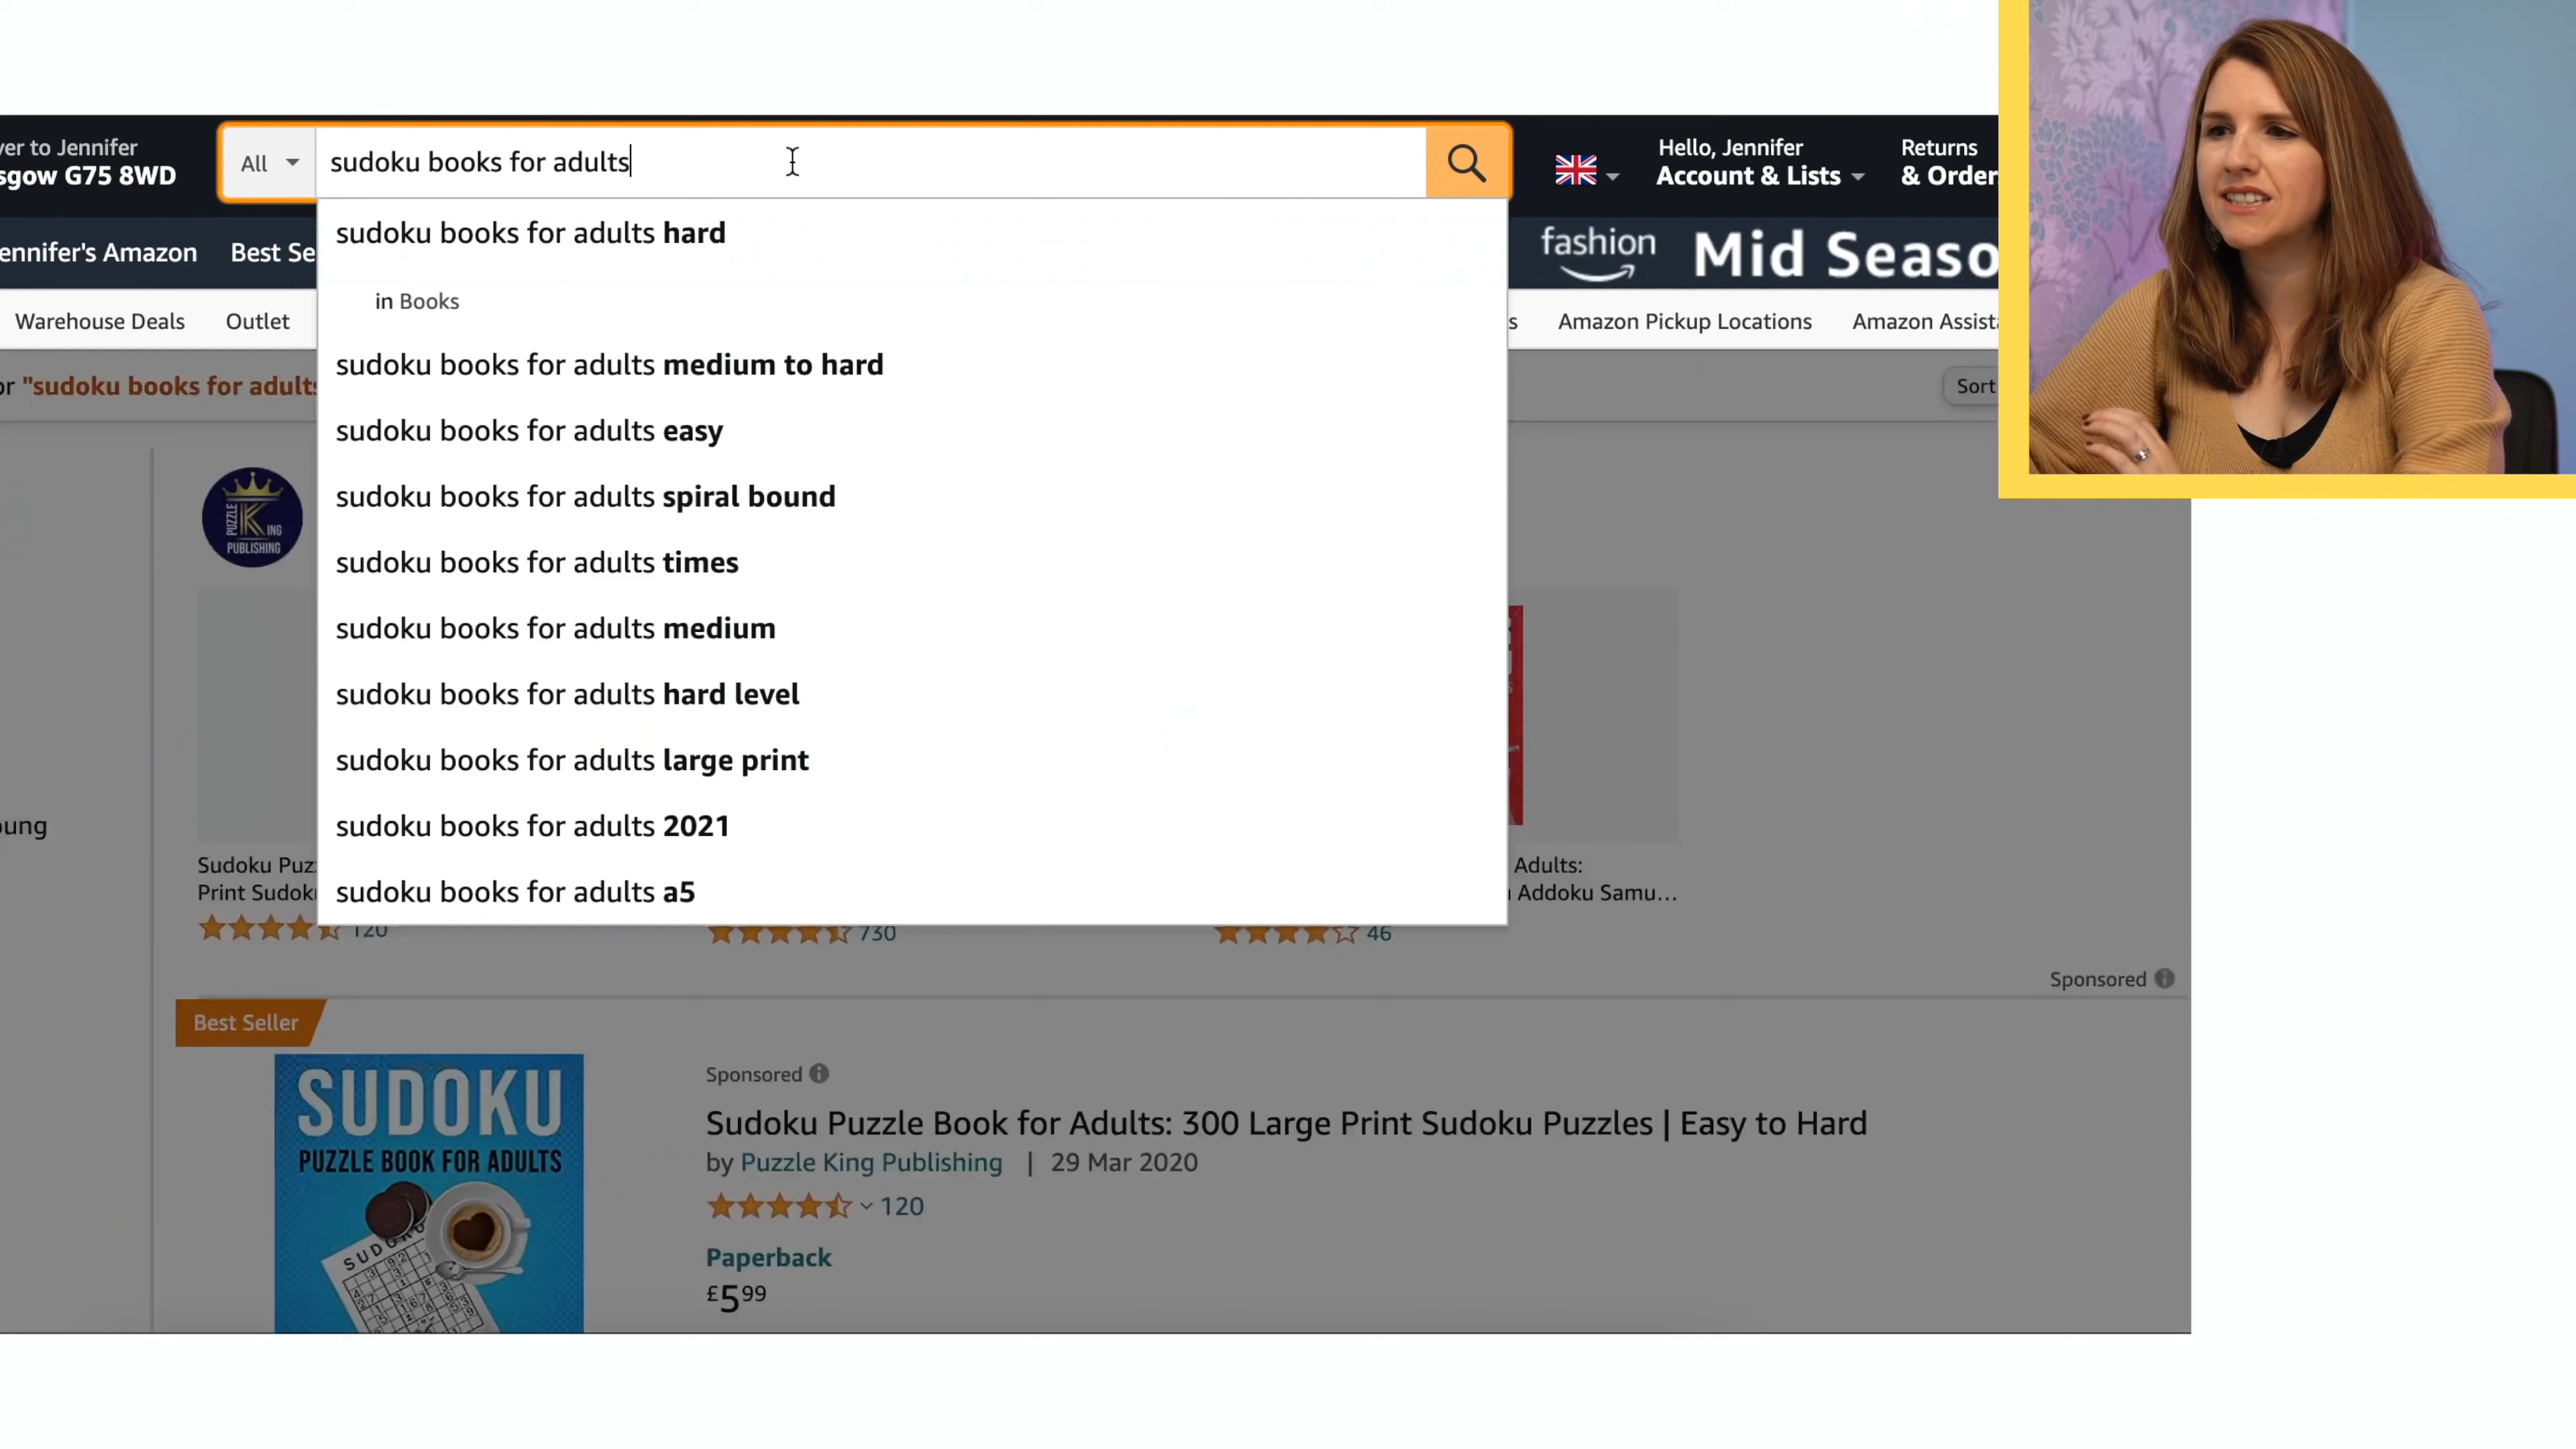 ver to Jennifer
sgow G75 8WD
All
sudoku books for adults
Hello, Jennifer
Account & Lists
Returns
& Order
ennifer's Amazon
Best Se
fashion
Mid Seaso
Warehouse Deals
Outlet
s
Amazon Pickup Locations
Amazon Assist
or "sudoku books for adults
Sort
sudoku books for adults hard
in Books
sudoku books for adults medium to hard
sudoku books for adults easy
sudoku books for adults spiral bound
sudoku books for adults times
sudoku books for adults medium
sudoku books for adults hard level
sudoku books for adults large print
sudoku books for adults 2021
sudoku books for adults a5
PUZZLE
KING
PUBLISHING
oung
Sudoku Puz
Print Sudok
Adults:
Addoku Samu...
120
730
46
Sponsored
Best Seller
SUDOKU
PUZZLE BOOK FOR ADULTS
SUDOKU
Sponsored
Sudoku Puzzle Book for Adults: 300 Large Print Sudoku Puzzles | Easy to Hard
by Puzzle King Publishing | 29 Mar 2020
120
Paperback
£5.99